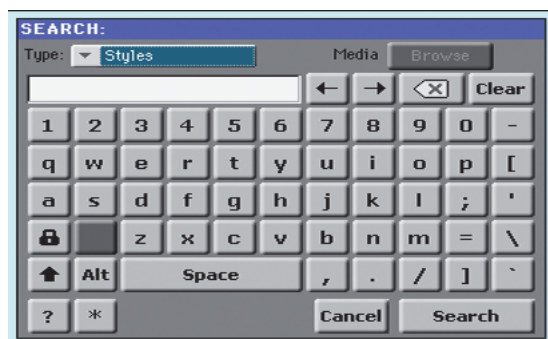 SEARCH:
Type: Styles Media Browse
← → ⌫ Clear
1 2 3 4 5 6 7 8 9 0 -
q w e r t y u i o p [
a s d f g h j k l ; '
z x c v b n m = \
Alt Space , . / ] `
? * Cancel Search